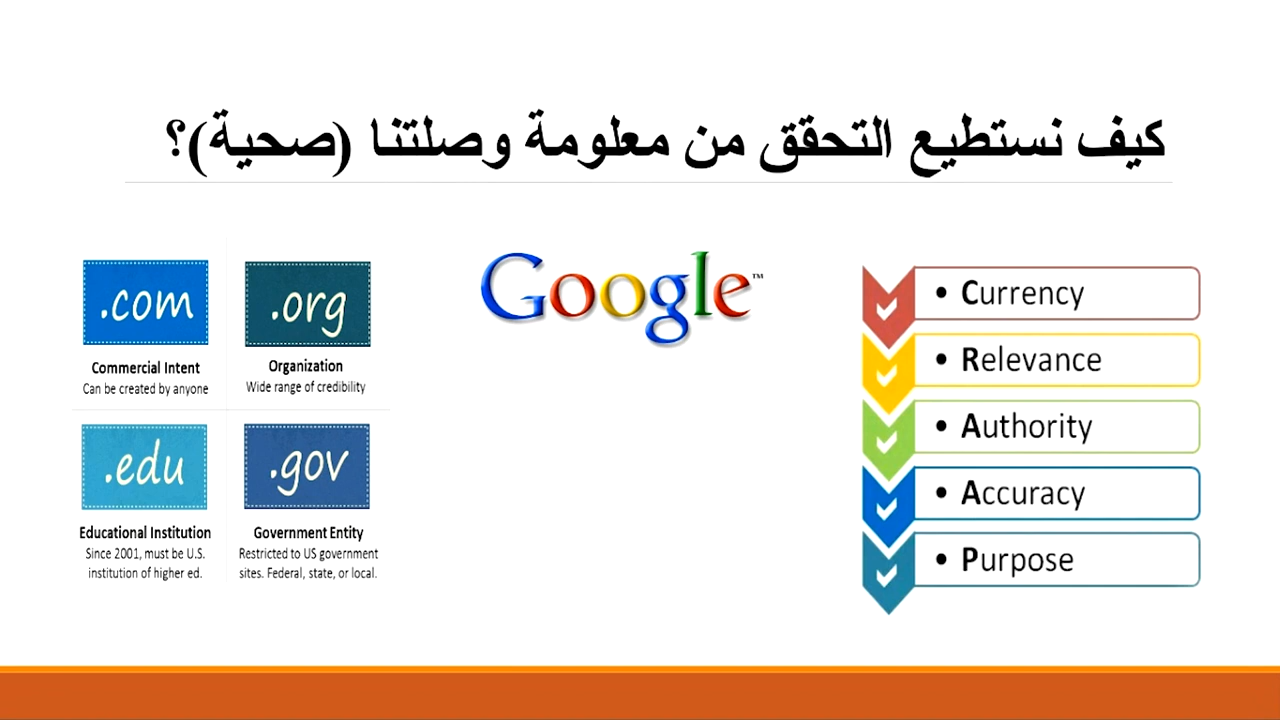 كيف نستطيع التحقق من معلومة وصلتنا (صحية)؟
.com
Commercial Intent
Can be created by anyone
.org
Organization
Wide range of credibility
.edu
Educational Institution
Since 2001, must be U.S.
institution of higher ed.
.gov
Government Entity
Restricted to US government
sites. Federal, state, or local.
Google™
• Currency
• Relevance
• Authority
• Accuracy
• Purpose